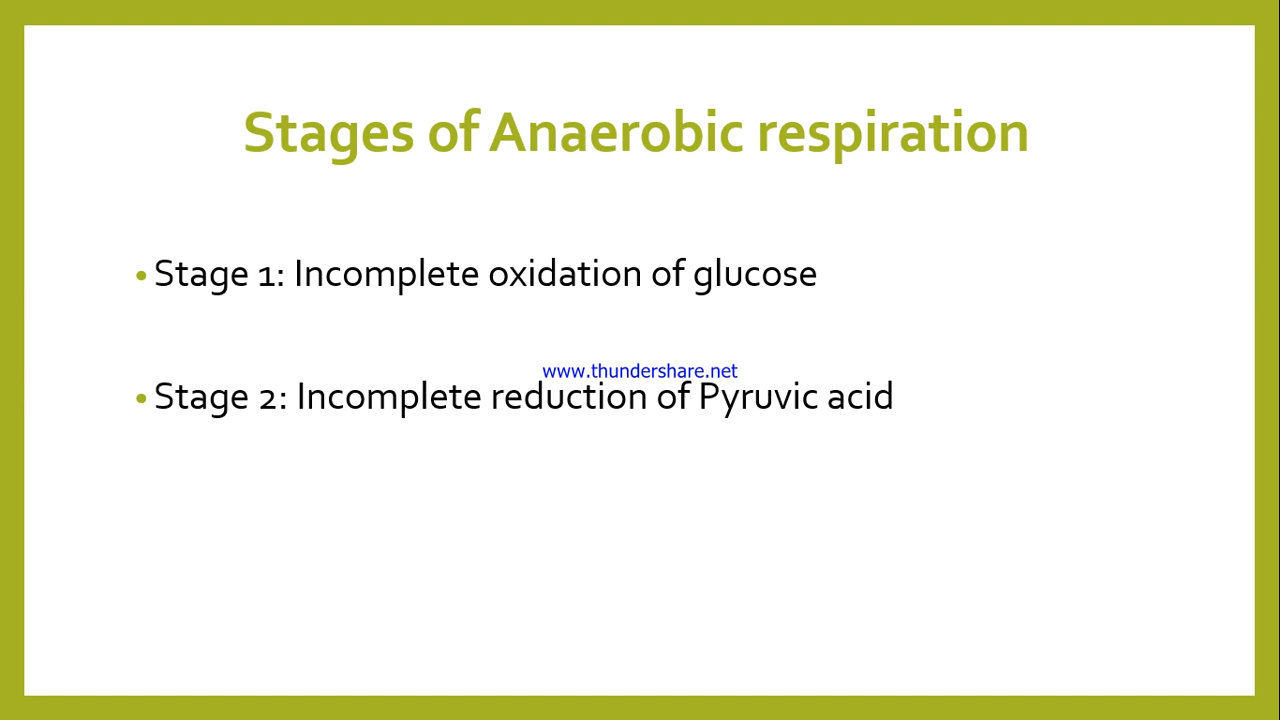 Stages of Anaerobic respiration
• Stage 1: Incomplete oxidation of glucose
www.thundershare.net
• Stage 2: Incomplete reduction of Pyruvic acid